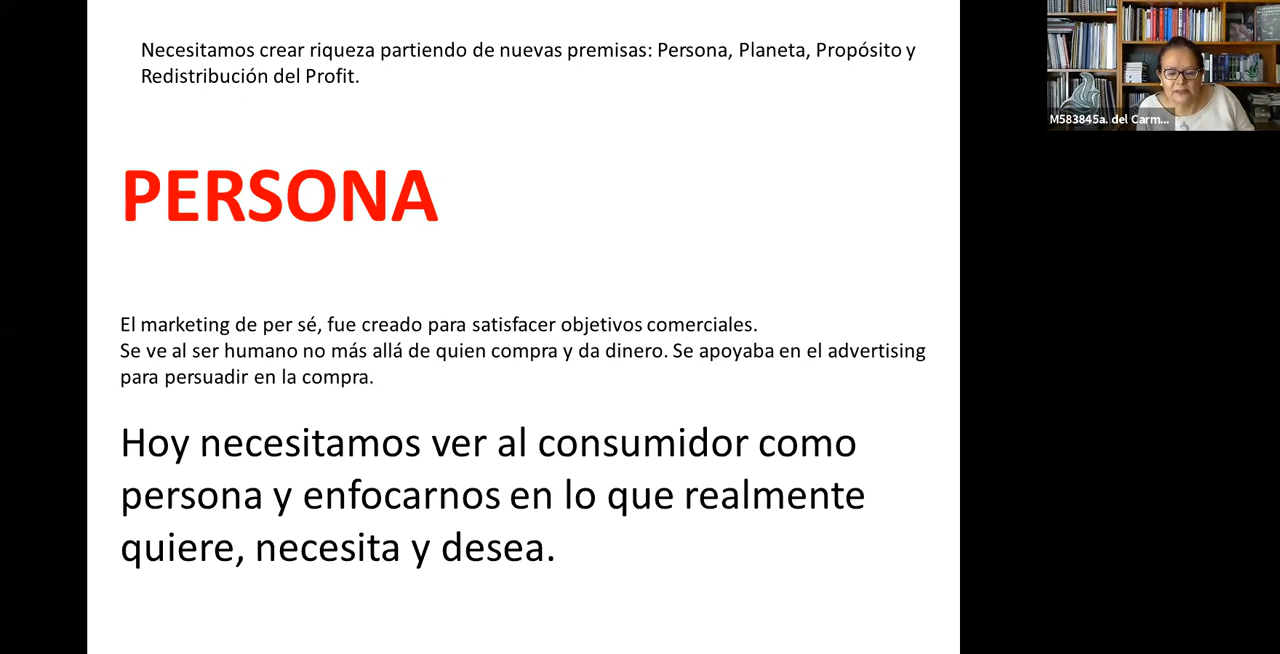 Necesitamos crear riqueza partiendo de nuevas premisas: Persona, Planeta, Propósito y
Redistribución del Profit.
M583845a. del Carm...
PERSONA
El marketing de per sé, fue creado para satisfacer objetivos comerciales.
Se ve al ser humano no más allá de quien compra y da dinero. Se apoyaba en el advertising
para persuadir en la compra.
Hoy necesitamos ver al consumidor como
persona y enfocarnos en lo que realmente
quiere, necesita y desea.